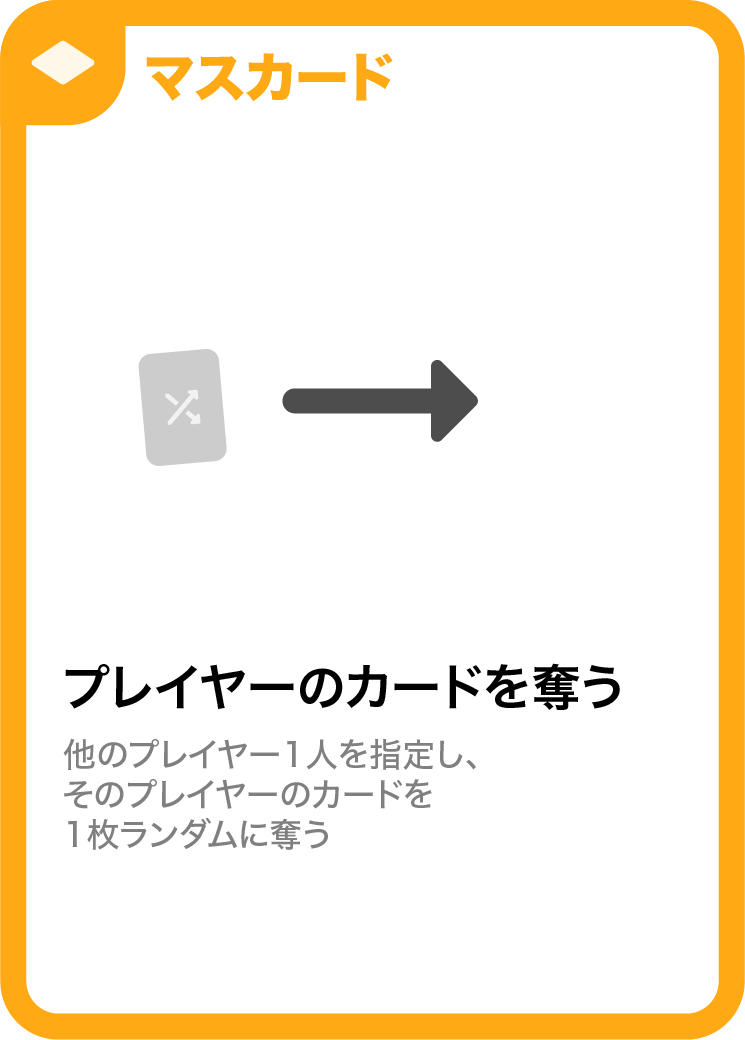 マスカード
プレイヤーのカードを奪う
他のプレイヤー1人を指定し、
そのプレイヤーのカードを
1枚ランダムに奪う